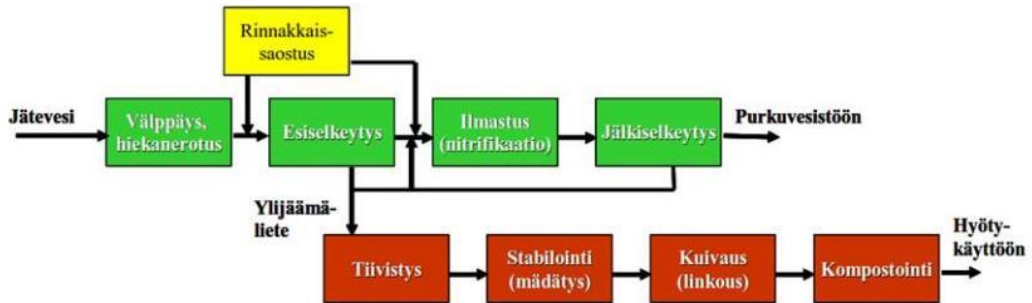 Rinnakkais-
saostus
Jätevesi
Välppäys,
hiekanerotus
Esiselkeytys
Ilmastus
(nitrifikaatio)
Jälkiselkeytys
Purkuvesistöön
Ylijäämä-
liete
Tiivistys
Stabilointi
(mädätys)
Kuivaus
(linkous)
Kompostointi
Hyöty-
käyttöön